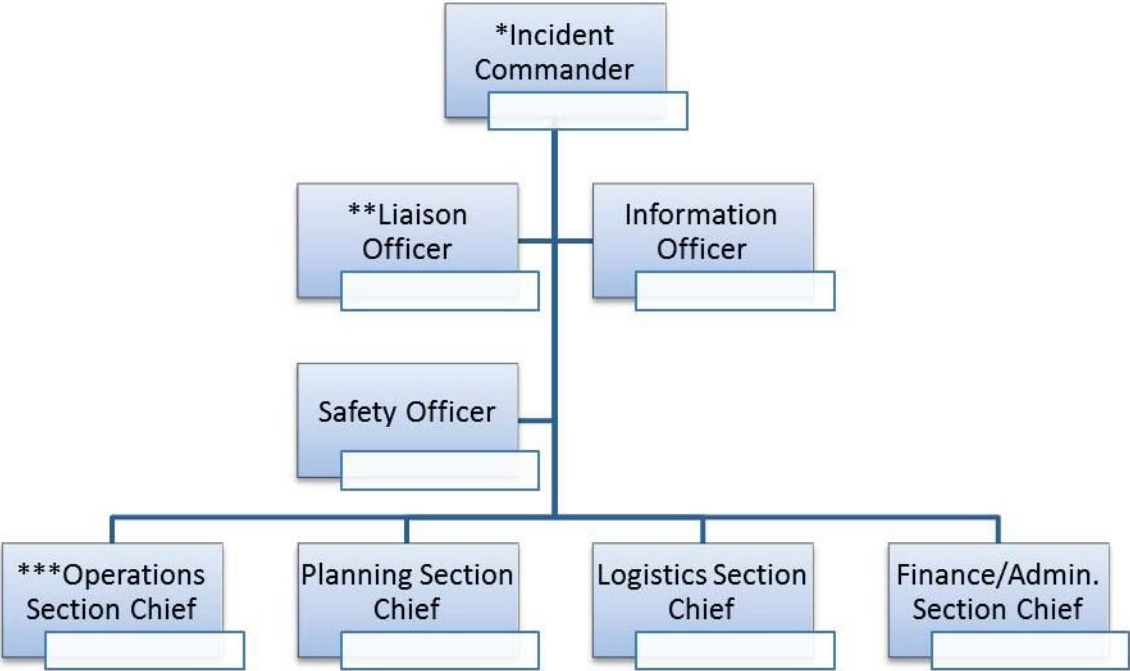 *Incident
Commander
**Liaison
Officer
Information
Officer
Safety Officer
***Operations
Section Chief
Planning Section
Chief
Logistics Section
Chief
Finance/Admin.
Section Chief